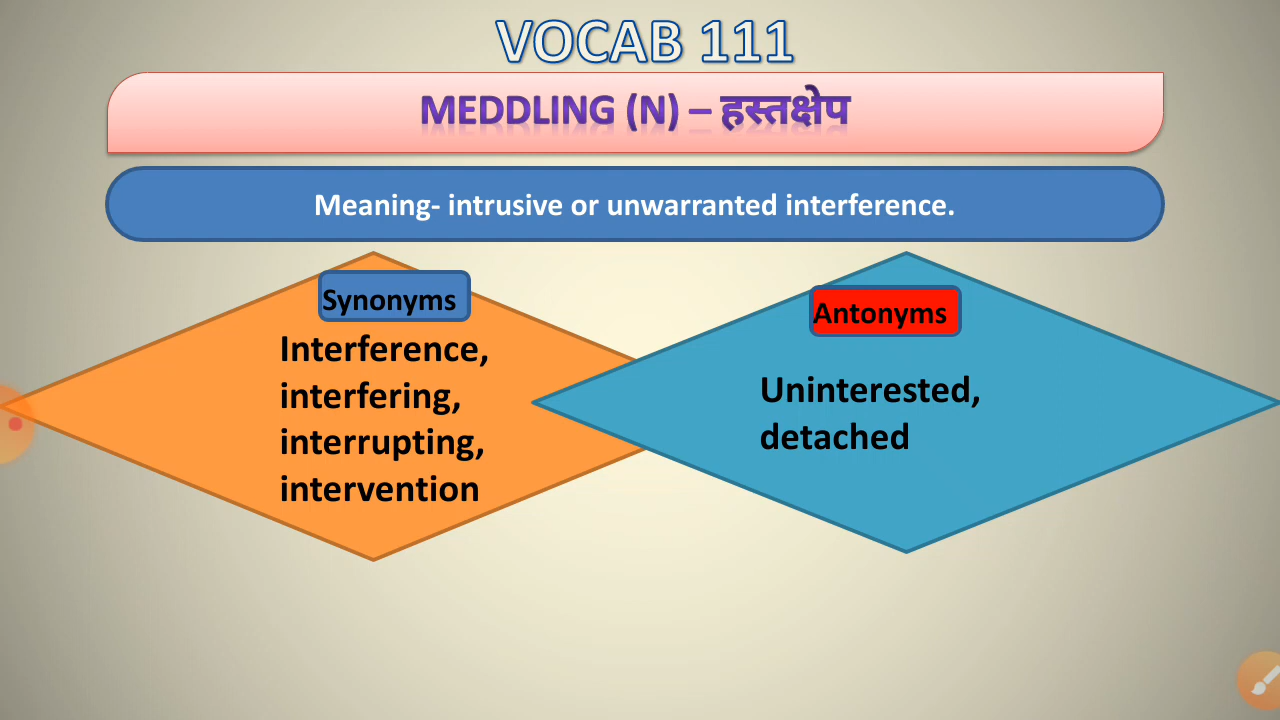 VOCAB 111
MEDDLING (N) – हस्तक्षेप
Meaning- intrusive or unwarranted interference.
Synonyms
Interference,
interfering,
interrupting,
intervention
Antonyms
Uninterested,
detached